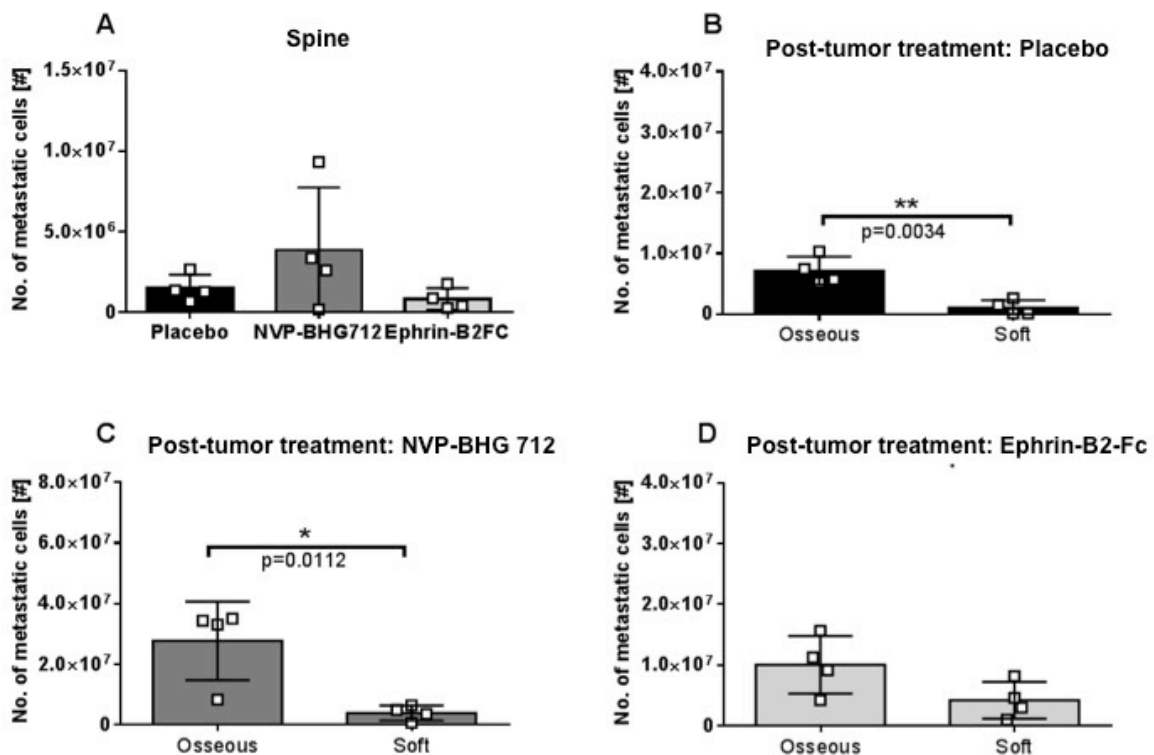 A
Spine
No. of metastatic cells [#]
1.5×10⁷
1.0×10⁷
5.0×10⁶
0
Placebo NVP-BHG712 Ephrin-B2FC
B
Post-tumor treatment: Placebo
No. of metastatic cells [#]
4.0×10⁷
3.0×10⁷
2.0×10⁷
1.0×10⁷
0
**
p=0.0034
Osseous Soft
C
Post-tumor treatment: NVP-BHG 712
No. of metastatic cells [#]
8.0×10⁷
6.0×10⁷
4.0×10⁷
2.0×10⁷
0
*
p=0.0112
Osseous Soft
D
Post-tumor treatment: Ephrin-B2-Fc
No. of metastatic cells [#]
4.0×10⁷
3.0×10⁷
2.0×10⁷
1.0×10⁷
0
Osseous Soft